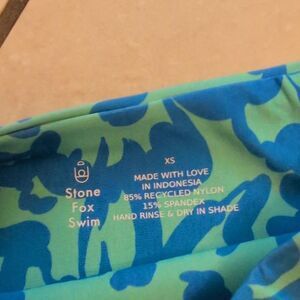 Stone
Fox
Swim
XS
MADE WITH LOVE
IN INDONESIA
85% RECYCLED NYLON
15% SPANDEX
HAND RINSE & DRY IN SHADE